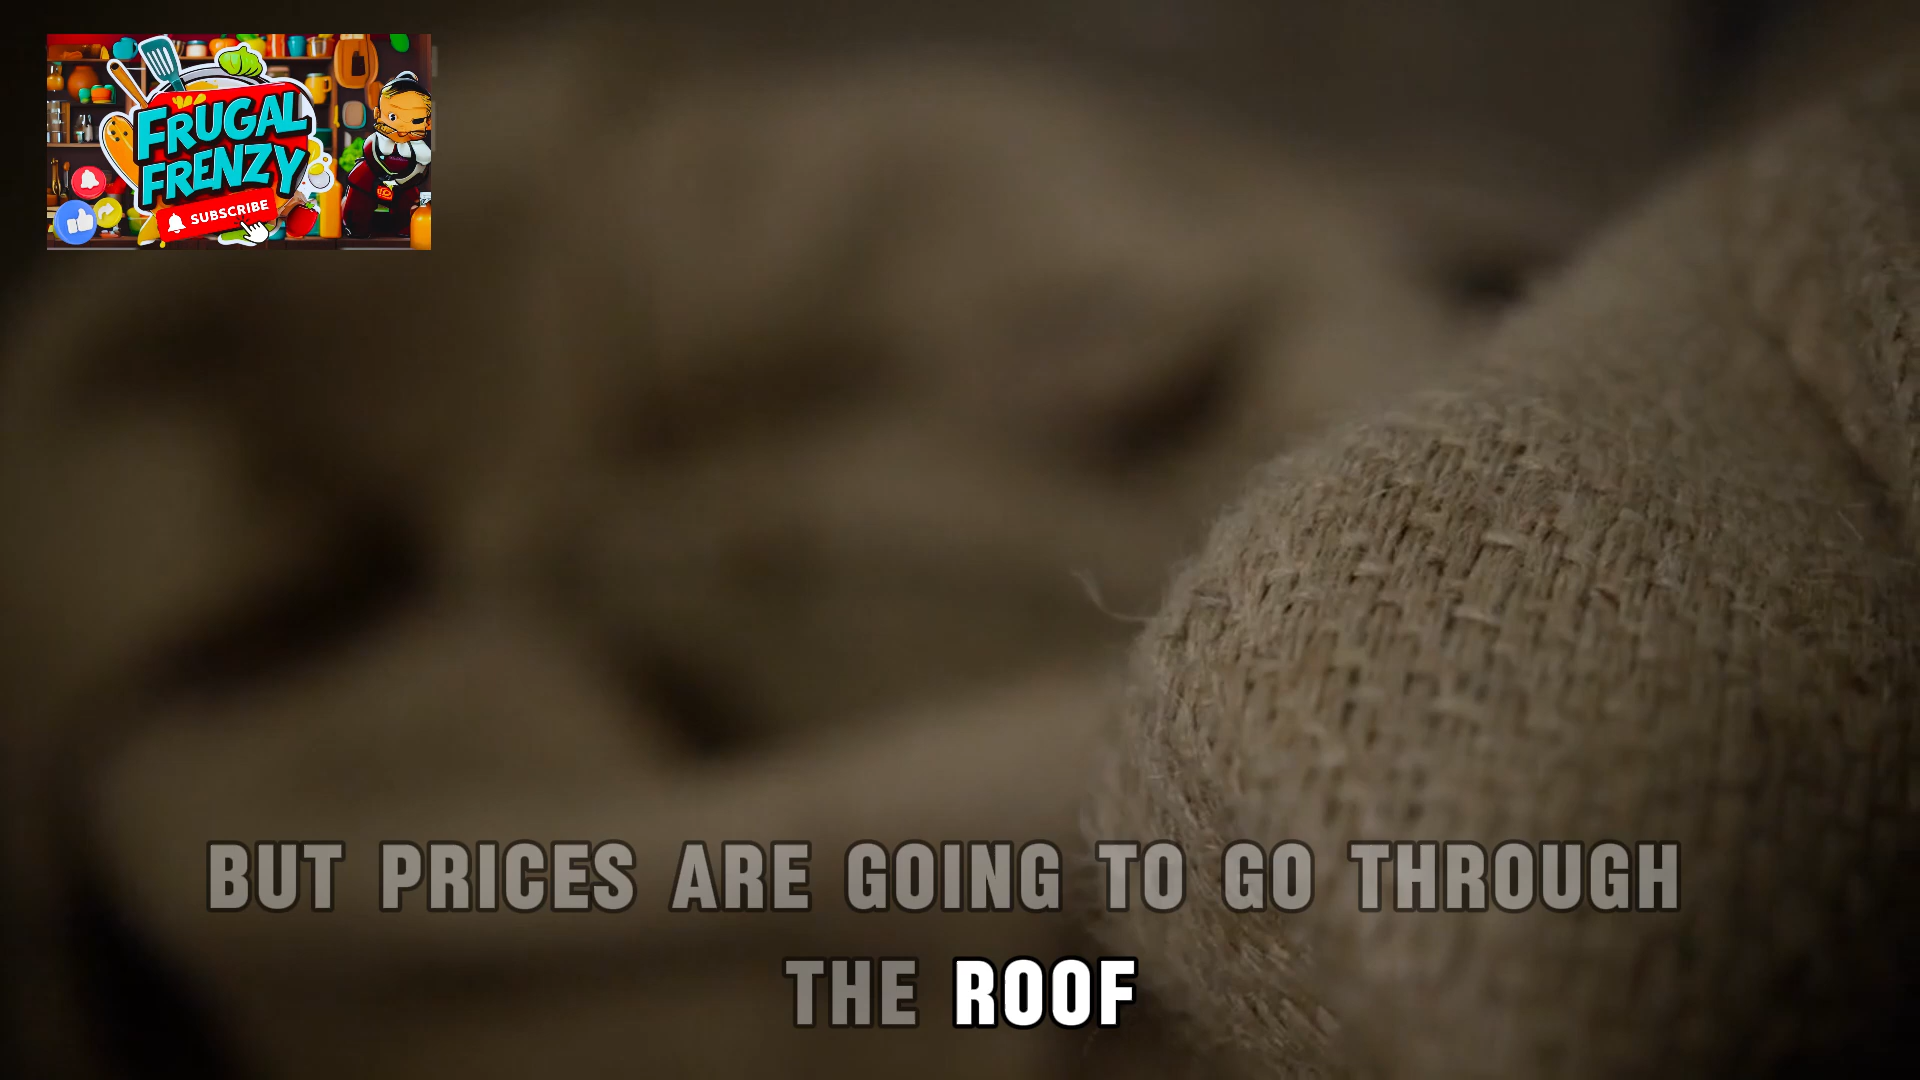 FRUGAL
FRENZY
SUBSCRIBE
BUT PRICES ARE GOING TO GO THROUGH
THE ROOF